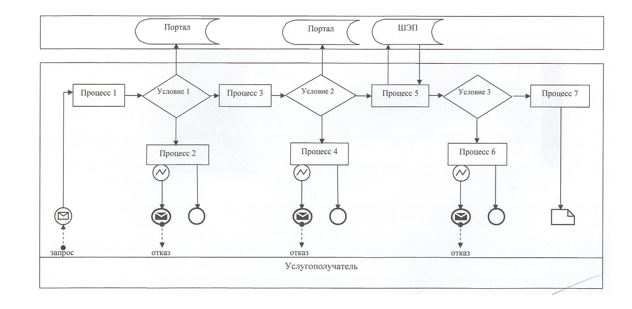 Портал Портал ШЭП
Процесс 1 Условие 1 Процесс 3 Условие 2 Процесс 5 Условие 3 Процесс 7
Процесс 2 Процесс 4 Процесс 6
запрос отказ отказ отказ
Услугополучатель